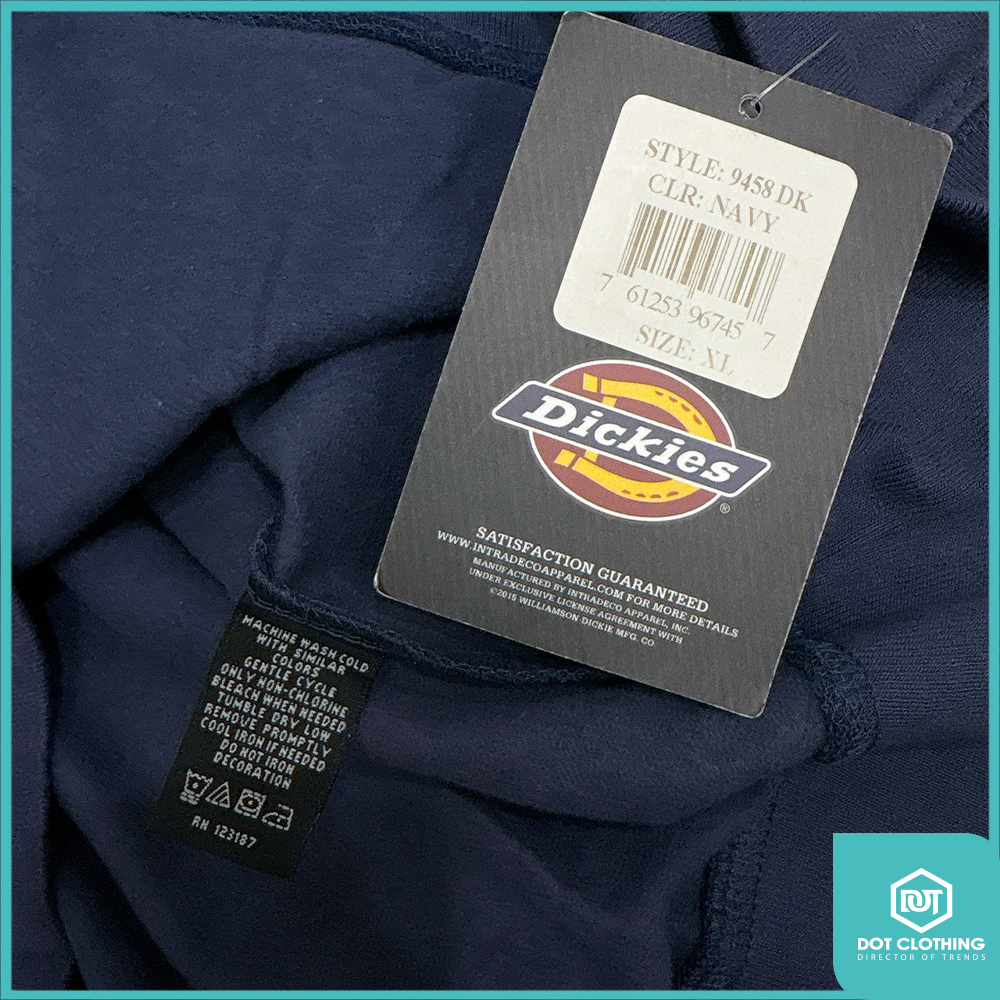 STYLE: 9458 DK
CLR: NAVY
7 61253 96745 7
SIZE: XL
Dickies
®
SATISFACTION GUARANTEED
WWW.INTRADECOAPPAREL.COM FOR MORE DETAILS
MANUFACTURED BY INTRADECO APPAREL, INC.
UNDER EXCLUSIVE LICENSE AGREEMENT WITH
©2015 WILLIAMSON DICKIE MFG. CO
MACHINE WASH COLD
WITH SIMILAR
COLORS
GENTLE CYCLE
ONLY NON-CHLORINE
BLEACH WHEN NEEDED
TUMBLE DRY LOW
REMOVE PROMPTLY
COOL IRON IF NEEDED
DO NOT IRON
DECORATION
RN 123187
DOT
DOT CLOTHING
DIRECTOR OF TRENDS